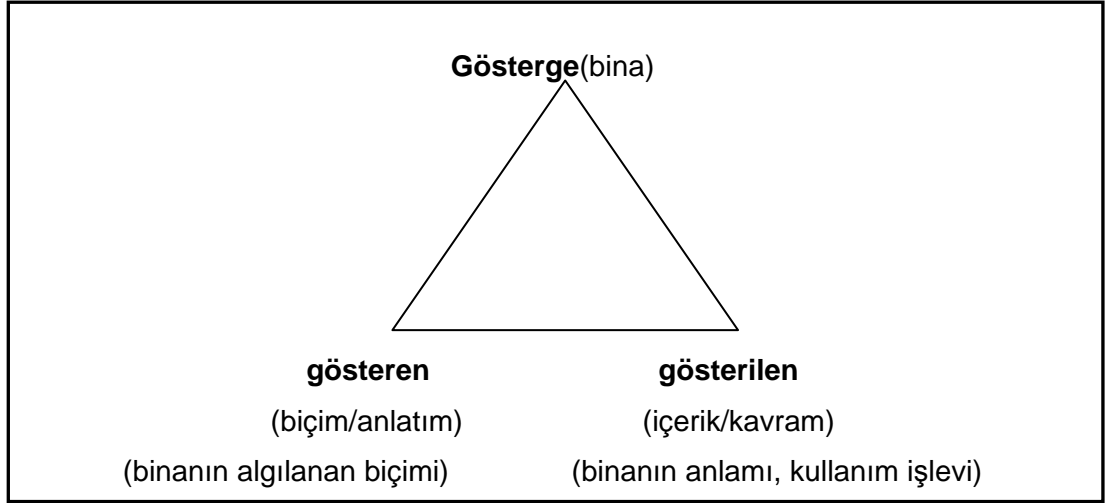 Gösterge(bina)
gösteren gösterilen
(biçim/anlatım) (içerik/kavram)
(binanın algılanan biçimi) (binanın anlamı, kullanım işlevi)